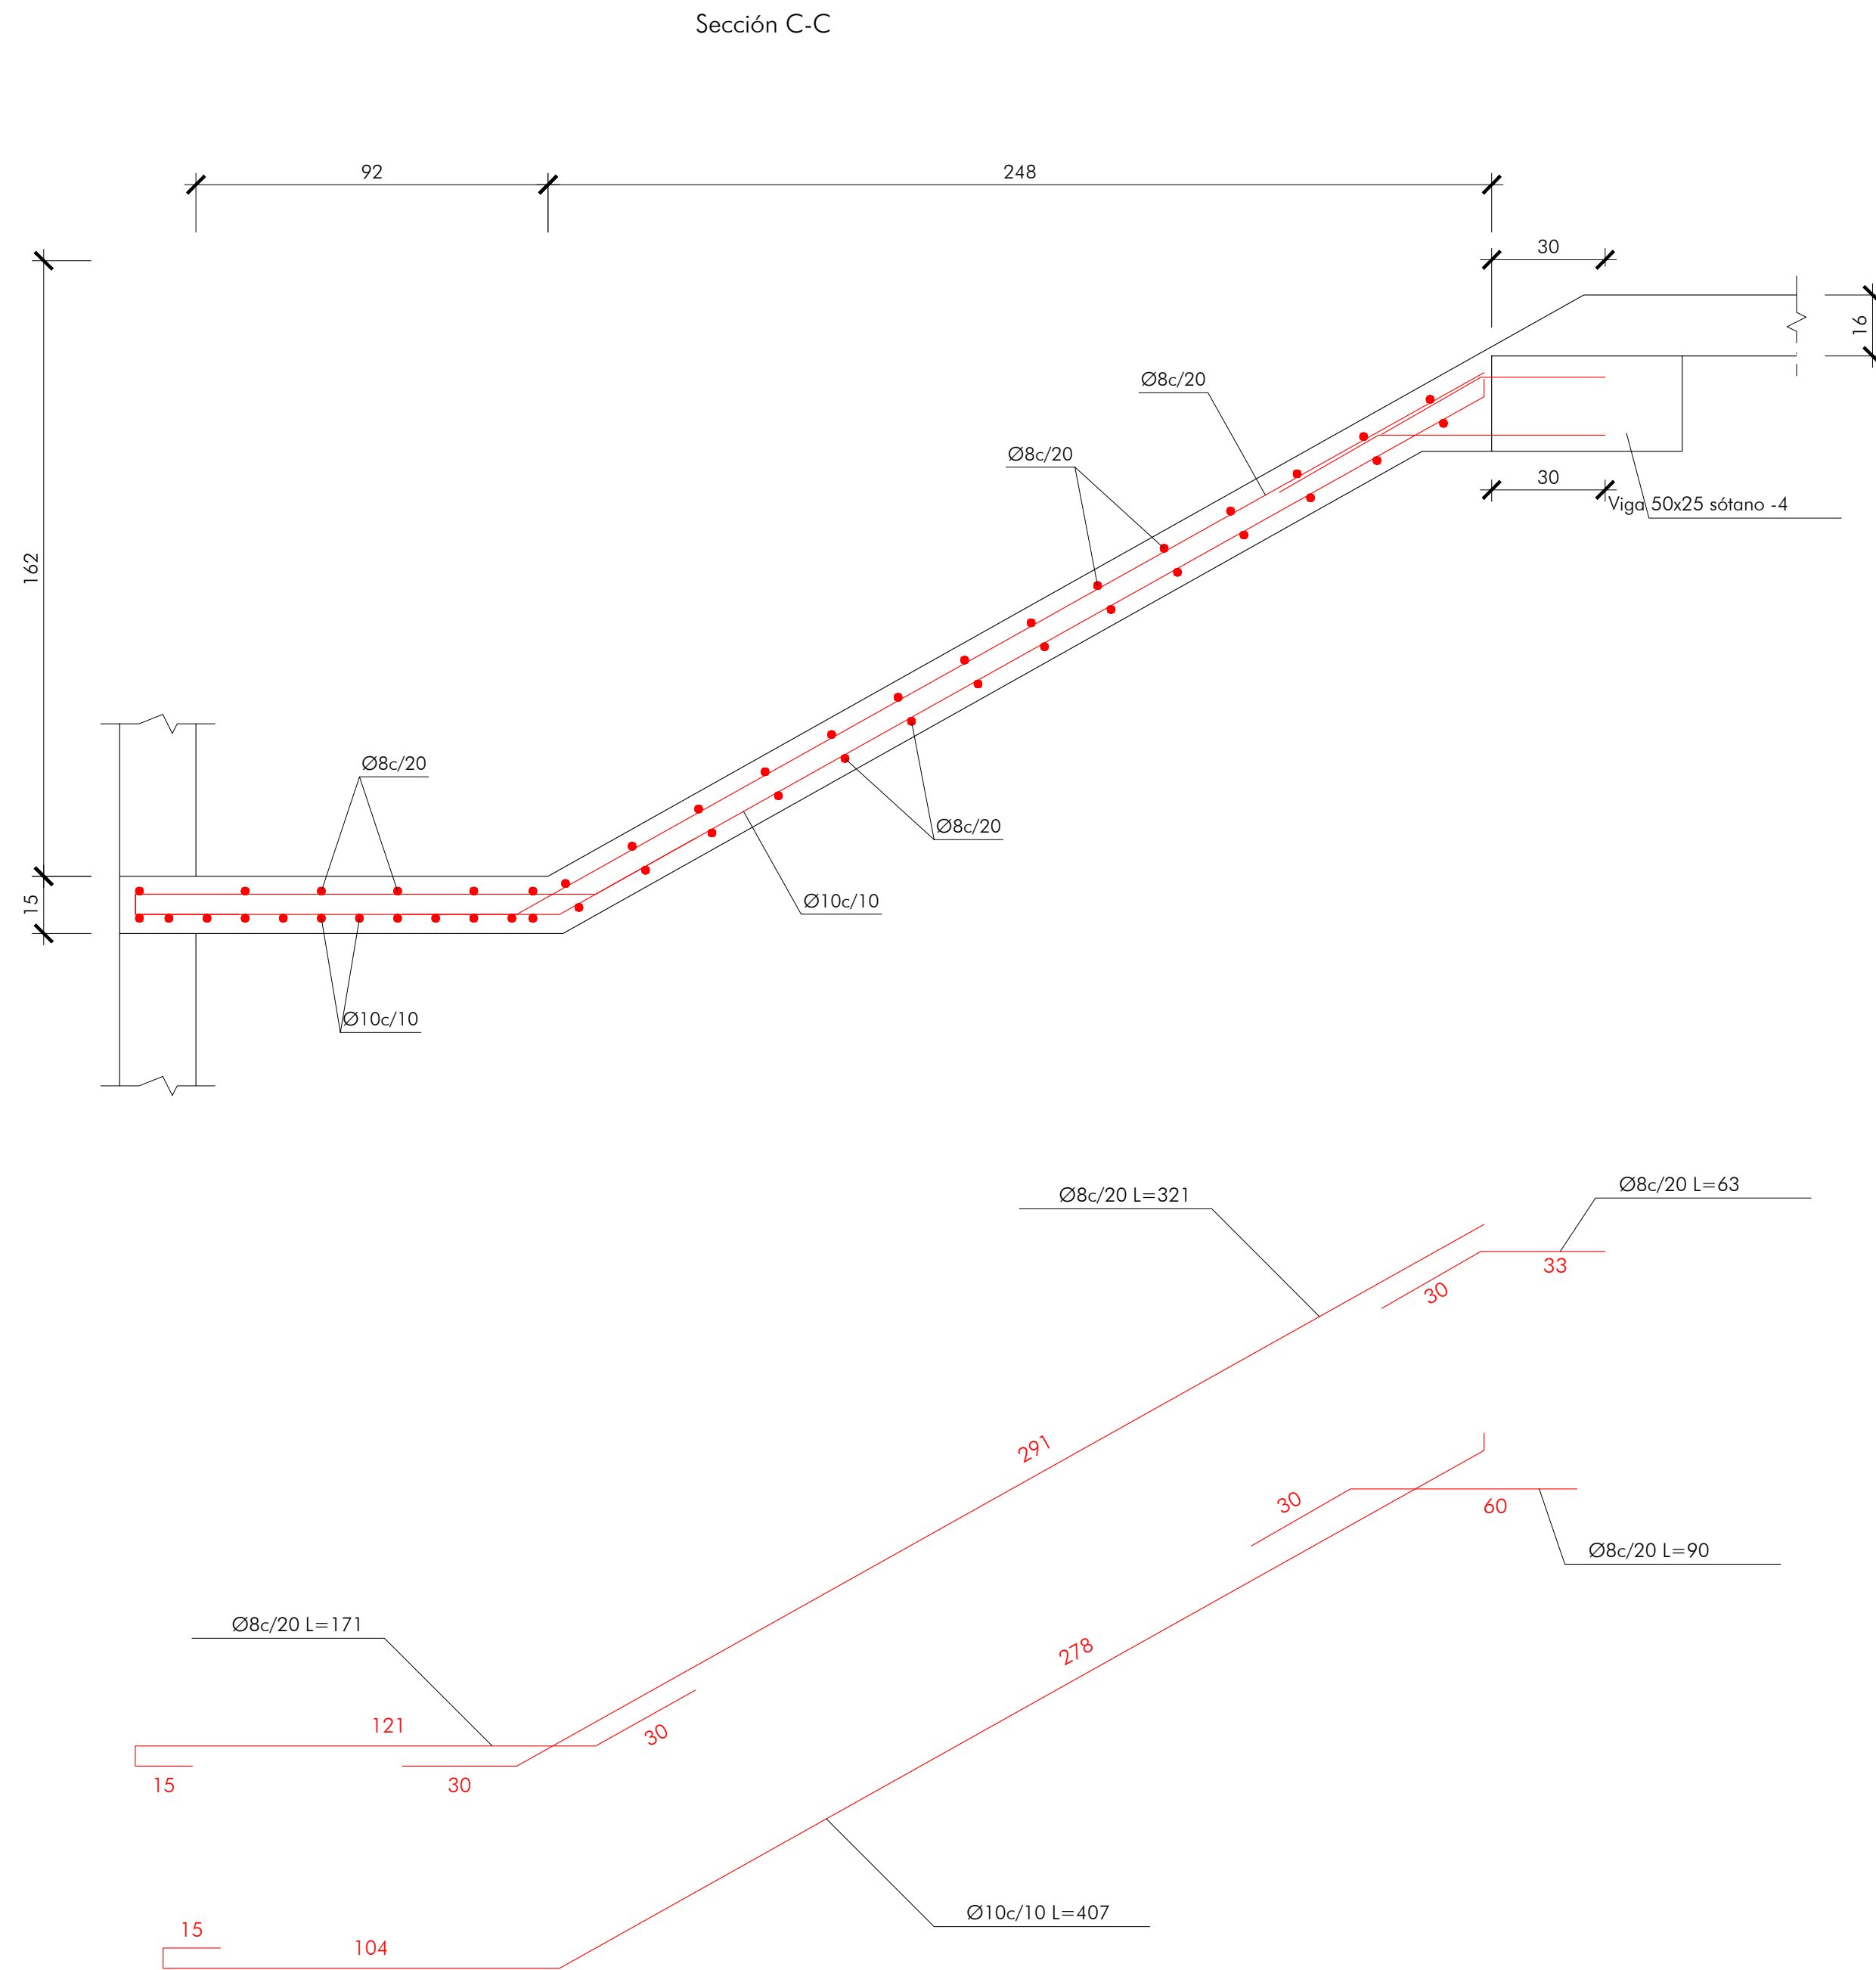 Sección C-C
92
248
30
16
Ø8c/20
Ø8c/20
30
Viga 50x25 sótano -4
162
Ø8c/20
Ø8c/20
Ø10c/10
15
Ø10c/10
Ø8c/20 L=321
Ø8c/20 L=63
33
30
291
30
60
Ø8c/20 L=90
278
Ø8c/20 L=171
121
30
15
30
Ø10c/10 L=407
15
104